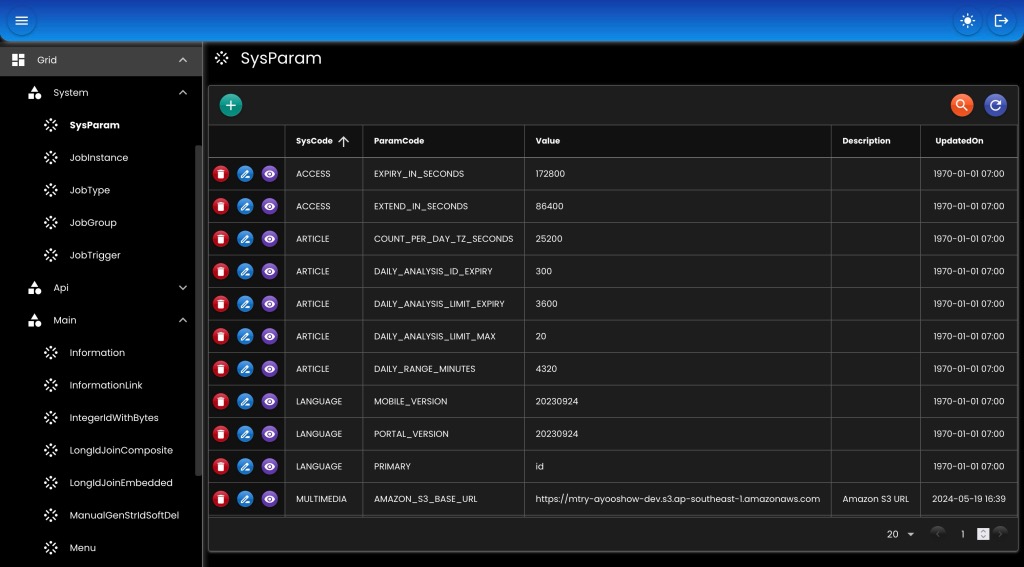 Grid
System
SysParam
JobInstance
JobType
JobGroup
JobTrigger
Api
Main
Information
InformationLink
IntegerIdWithBytes
LongIdJoinComposite
LongIdJoinEmbedded
ManualGenStrIdSoftDel
Menu
SysParam
SysCode ParamCode Value Description UpdatedOn
ACCESS EXPIRY_IN_SECONDS 172800 1970-01-01 07:00
ACCESS EXTEND_IN_SECONDS 86400 1970-01-01 07:00
ARTICLE COUNT_PER_DAY_TZ_SECONDS 25200 1970-01-01 07:00
ARTICLE DAILY_ANALYSIS_ID_EXPIRY 300 1970-01-01 07:00
ARTICLE DAILY_ANALYSIS_LIMIT_EXPIRY 3600 1970-01-01 07:00
ARTICLE DAILY_ANALYSIS_LIMIT_MAX 20 1970-01-01 07:00
ARTICLE DAILY_RANGE_MINUTES 4320 1970-01-01 07:00
LANGUAGE MOBILE_VERSION 20230924 1970-01-01 07:00
LANGUAGE PORTAL_VERSION 20230924 1970-01-01 07:00
LANGUAGE PRIMARY id 1970-01-01 07:00
MULTIMEDIA AMAZON_S3_BASE_URL https://mtry-ayooshow-dev.s3.ap-southeast-1.amazonaws.com Amazon S3 URL 2024-05-19 16:39
20 1